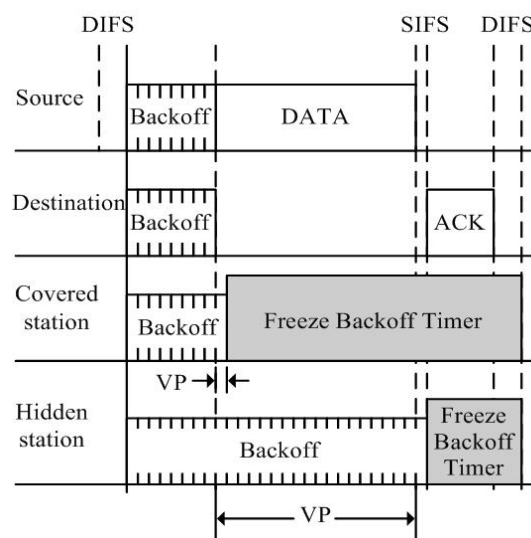 DIFS
SIFS
DIFS
Source
Backoff
DATA
Destination
Backoff
ACK
Covered
station
Backoff
Freeze Backoff Timer
VP
Hidden
station
Backoff
Freeze
Backoff
Timer
VP